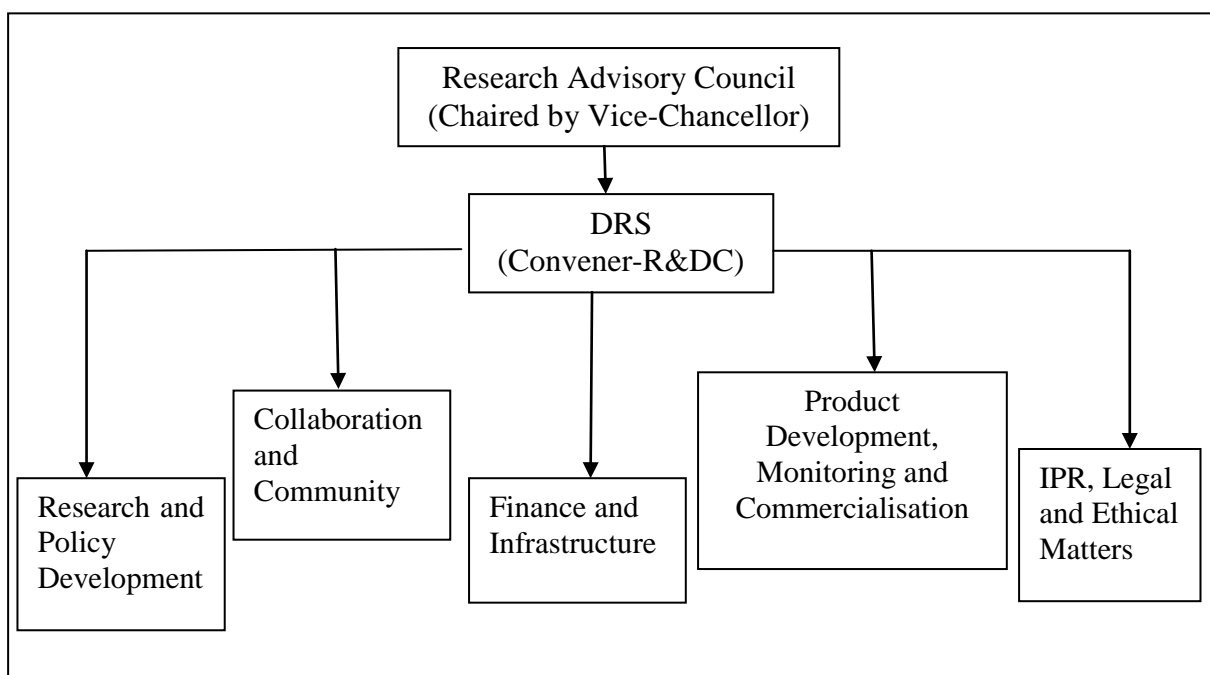 Research Advisory Council
(Chaired by Vice-Chancellor)
DRS
(Convener-R&DC)
Research and
Policy
Development
Collaboration
and
Community
Finance and
Infrastructure
Product
Development,
Monitoring and
Commercialisation
IPR, Legal
and Ethical
Matters